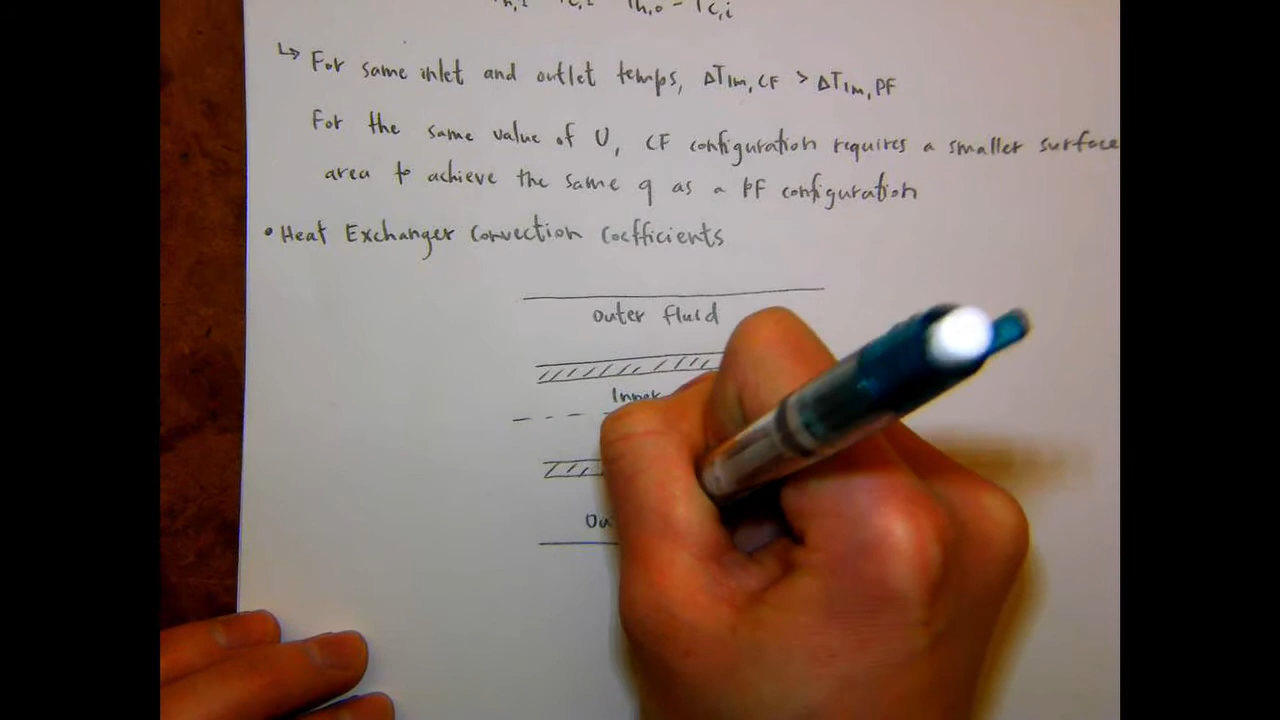 ↳ For same inlet and outlet temps, ΔTlm,CF > ΔTlm,PF
For the same value of U, CF configuration requires a smaller surface
area to achieve the same q as a PF configuration
• Heat Exchanger Convection Coefficients
Outer fluid
Inner